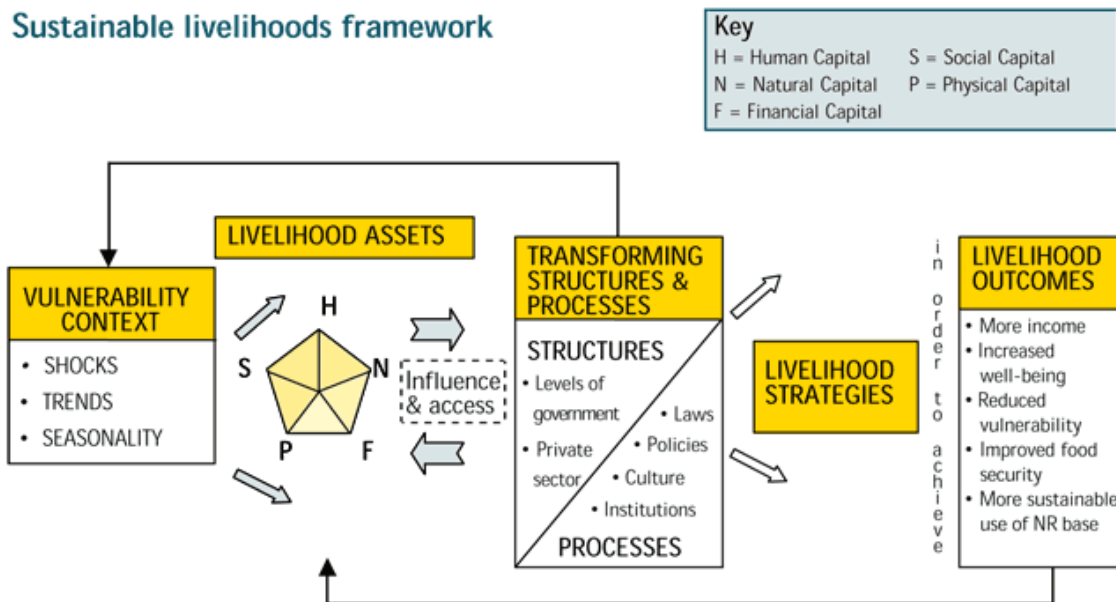 Sustainable livelihoods framework
Key
H = Human Capital S = Social Capital
N = Natural Capital P = Physical Capital
F = Financial Capital
LIVELIHOOD ASSETS
VULNERABILITY
CONTEXT
• SHOCKS
• TRENDS
• SEASONALITY
H
S
N
P
F
Influence
& access
TRANSFORMING
STRUCTURES &
PROCESSES
STRUCTURES
• Levels of
government
• Private
sector
• Laws
• Policies
• Culture
• Institutions
PROCESSES
LIVELIHOOD
STRATEGIES
in order to achieve
LIVELIHOOD
OUTCOMES
• More income
• Increased
well-being
• Reduced
vulnerability
• Improved food
security
• More sustainable
use of NR base